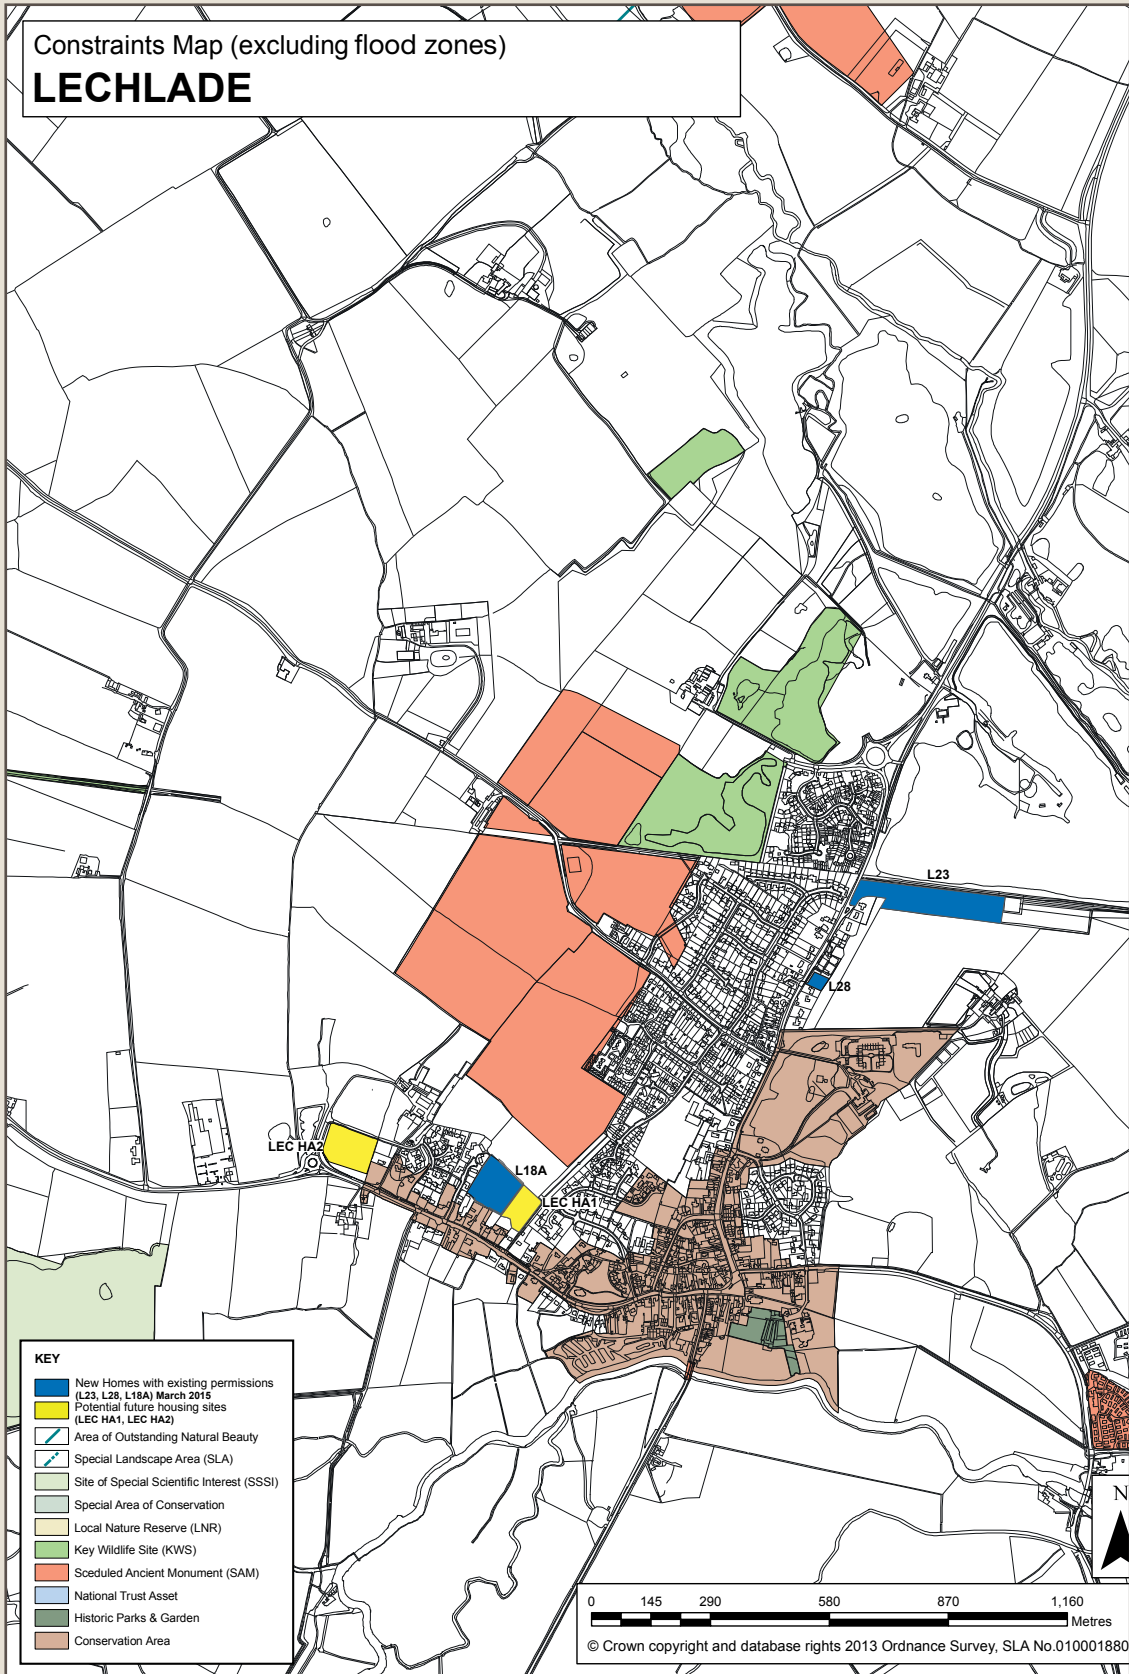 Constraints Map (excluding flood zones)
LECHLADE
L23
L28
LEC HA2
L18A
LEC HA1
KEY
New Homes with existing permissions
(L23, L28, L18A) March 2015
Potential future housing sites
(LEC HA1, LEC HA2)
Area of Outstanding Natural Beauty
Special Landscape Area (SLA)
Site of Special Scientific Interest (SSSI)
Special Area of Conservation
Local Nature Reserve (LNR)
Key Wildlife Site (KWS)
Sceduled Ancient Monument (SAM)
National Trust Asset
Historic Parks & Garden
Conservation Area
N
0 145 290 580 870 1,160
Metres
© Crown copyright and database rights 2013 Ordnance Survey, SLA No.010001880